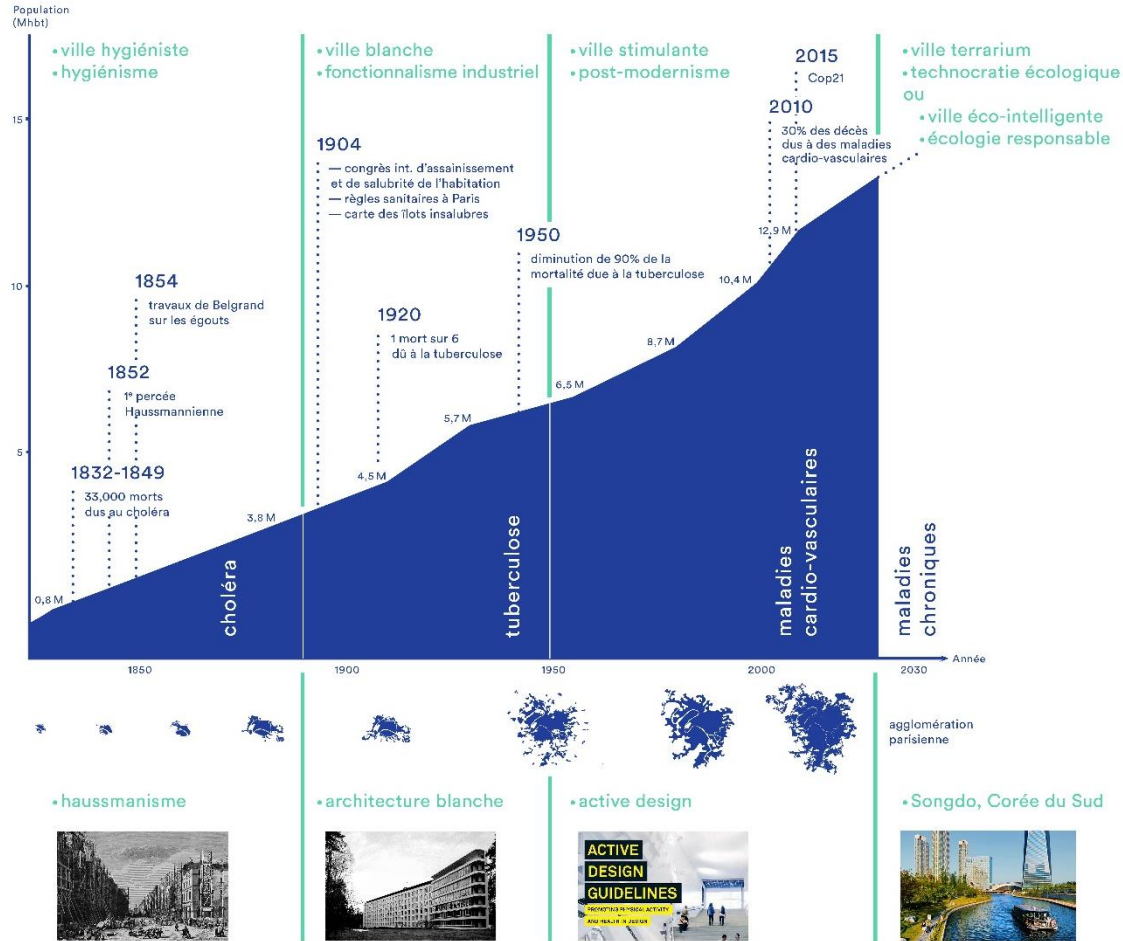 Population
(Mhbt)
• ville hygiéniste
• hygiénisme
• ville blanche
• fonctionnalisme industriel
• ville stimulante
• post-modernisme
• ville terrarium
• technocratie écologique
ou
• ville éco-intelligente
• écologie responsable
2015
Cop21
2010
30% des décès
dus à des maladies
cardio-vasculaires
15
1904
— congrès int. d'assainissement
et de salubrité de l'habitation
— règles sanitaires à Paris
— carte des îlots insalubres
1950
diminution de 90% de la
mortalité due à la tuberculose
1854
travaux de Belgrand
sur les égouts
1920
1 mort sur 6
dû à la tuberculose
1852
1e percée
Haussmannienne
1832-1849
33,000 morts
dus au choléra
10
5
0,8 M
3,8 M
4,5 M
5,7 M
6,5 M
8,7 M
10,4 M
12,9 M
choléra
tuberculose
maladies
cardio-vasculaires
maladies
chroniques
1850
1900
1950
2000
2030
Année
agglomération
parisienne
• haussmanisme
• architecture blanche
• active design
• Songdo, Corée du Sud
ACTIVE
DESIGN
GUIDELINES
PROMOTING PHYSICAL ACTIVITY
AND HEALTH IN DESIGN